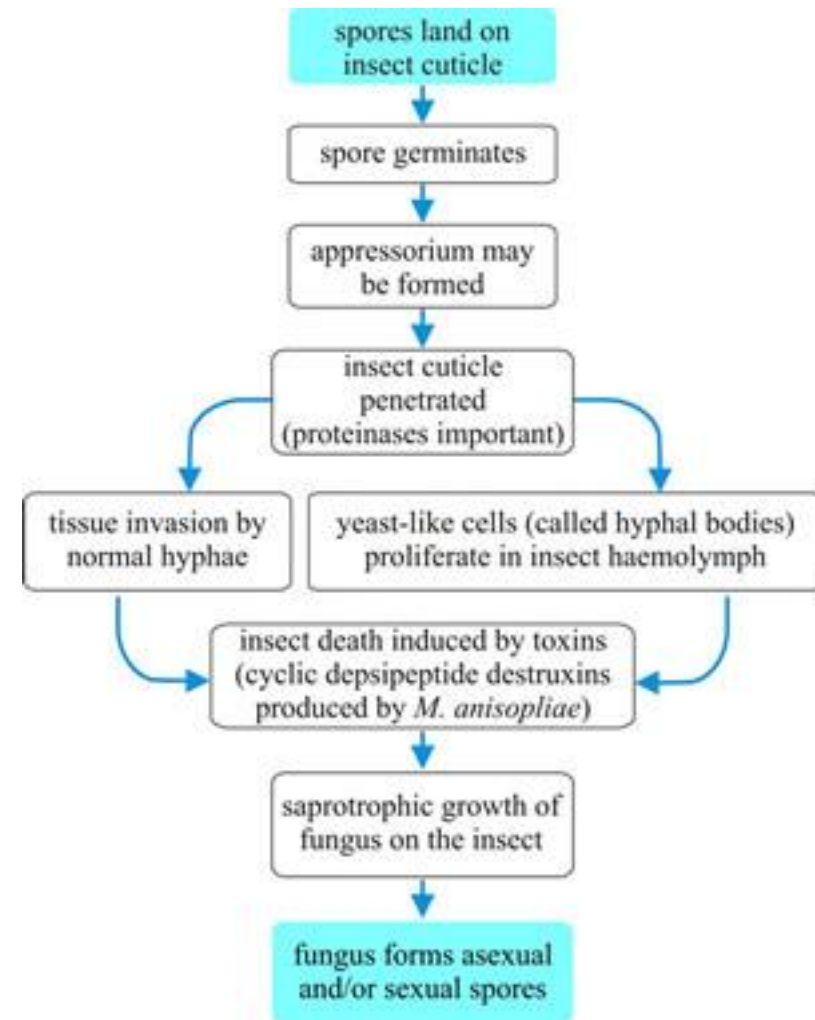 spores land on
insect cuticle
spore germinates
appressorium may
be formed
insect cuticle
penetrated
(proteinases important)
tissue invasion by
normal hyphae
yeast-like cells (called hyphal bodies)
proliferate in insect haemolymph
insect death induced by toxins
(cyclic depsipeptide destruxins
produced by M. anisopliae)
saprotrophic growth of
fungus on the insect
fungus forms asexual
and/or sexual spores